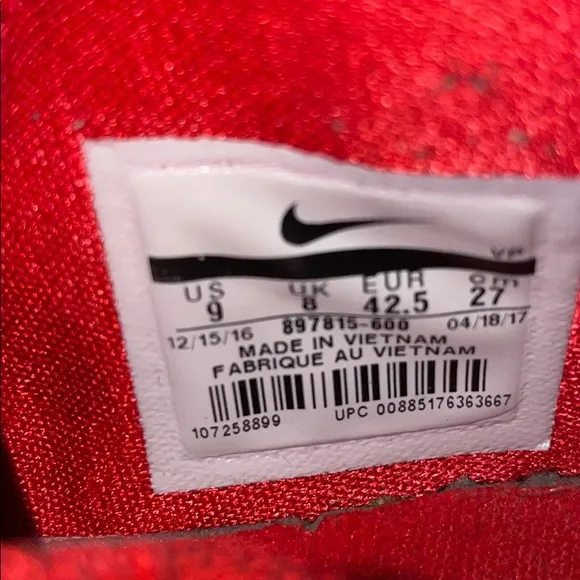 VP
US UK EUR cm
9 8 42.5 27
12/15/16 897815-600 04/18/17
MADE IN VIETNAM
FABRIQUE AU VIETNAM
107258899 UPC 00885176363667